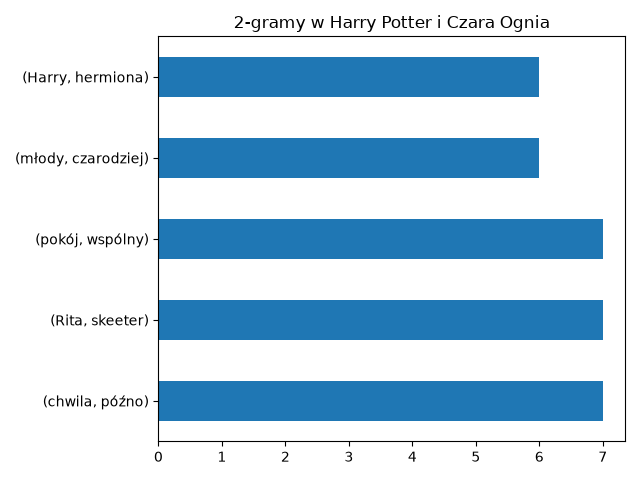 2-gramy w Harry Potter i Czara Ognia
(Harry, hermiona)
(młody, czarodziej)
(pokój, wspólny)
(Rita, skeeter)
(chwila, późno)
0 1 2 3 4 5 6 7